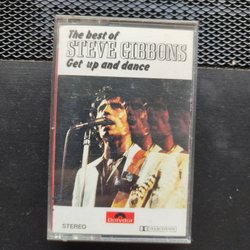 The best of
STEVE GIBBONS
Get up and dance
Polydor
STEREO